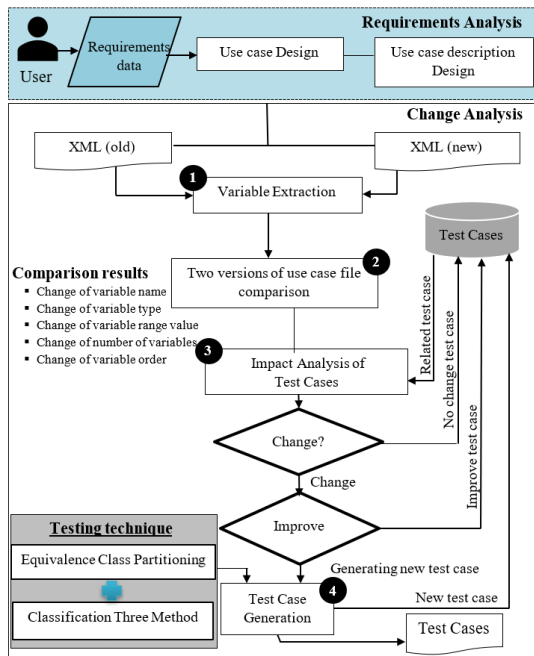 Requirements Analysis
User
Requirements
data
Use case Design
Use case description
Design
Change Analysis
XML (old)
XML (new)
1
Variable Extraction
Test Cases
2
Two versions of use case file
comparison
Comparison results
Change of variable name
Change of variable type
Change of variable range value
Change of number of variables
Change of variable order
3
Impact Analysis of
Test Cases
Related test case
No change test case
Improve test case
Change?
Change
Improve
Testing technique
Equivalence Class Partitioning
Classification Three Method
Generating new test case
4
Test Case
Generation
New test case
Test Cases